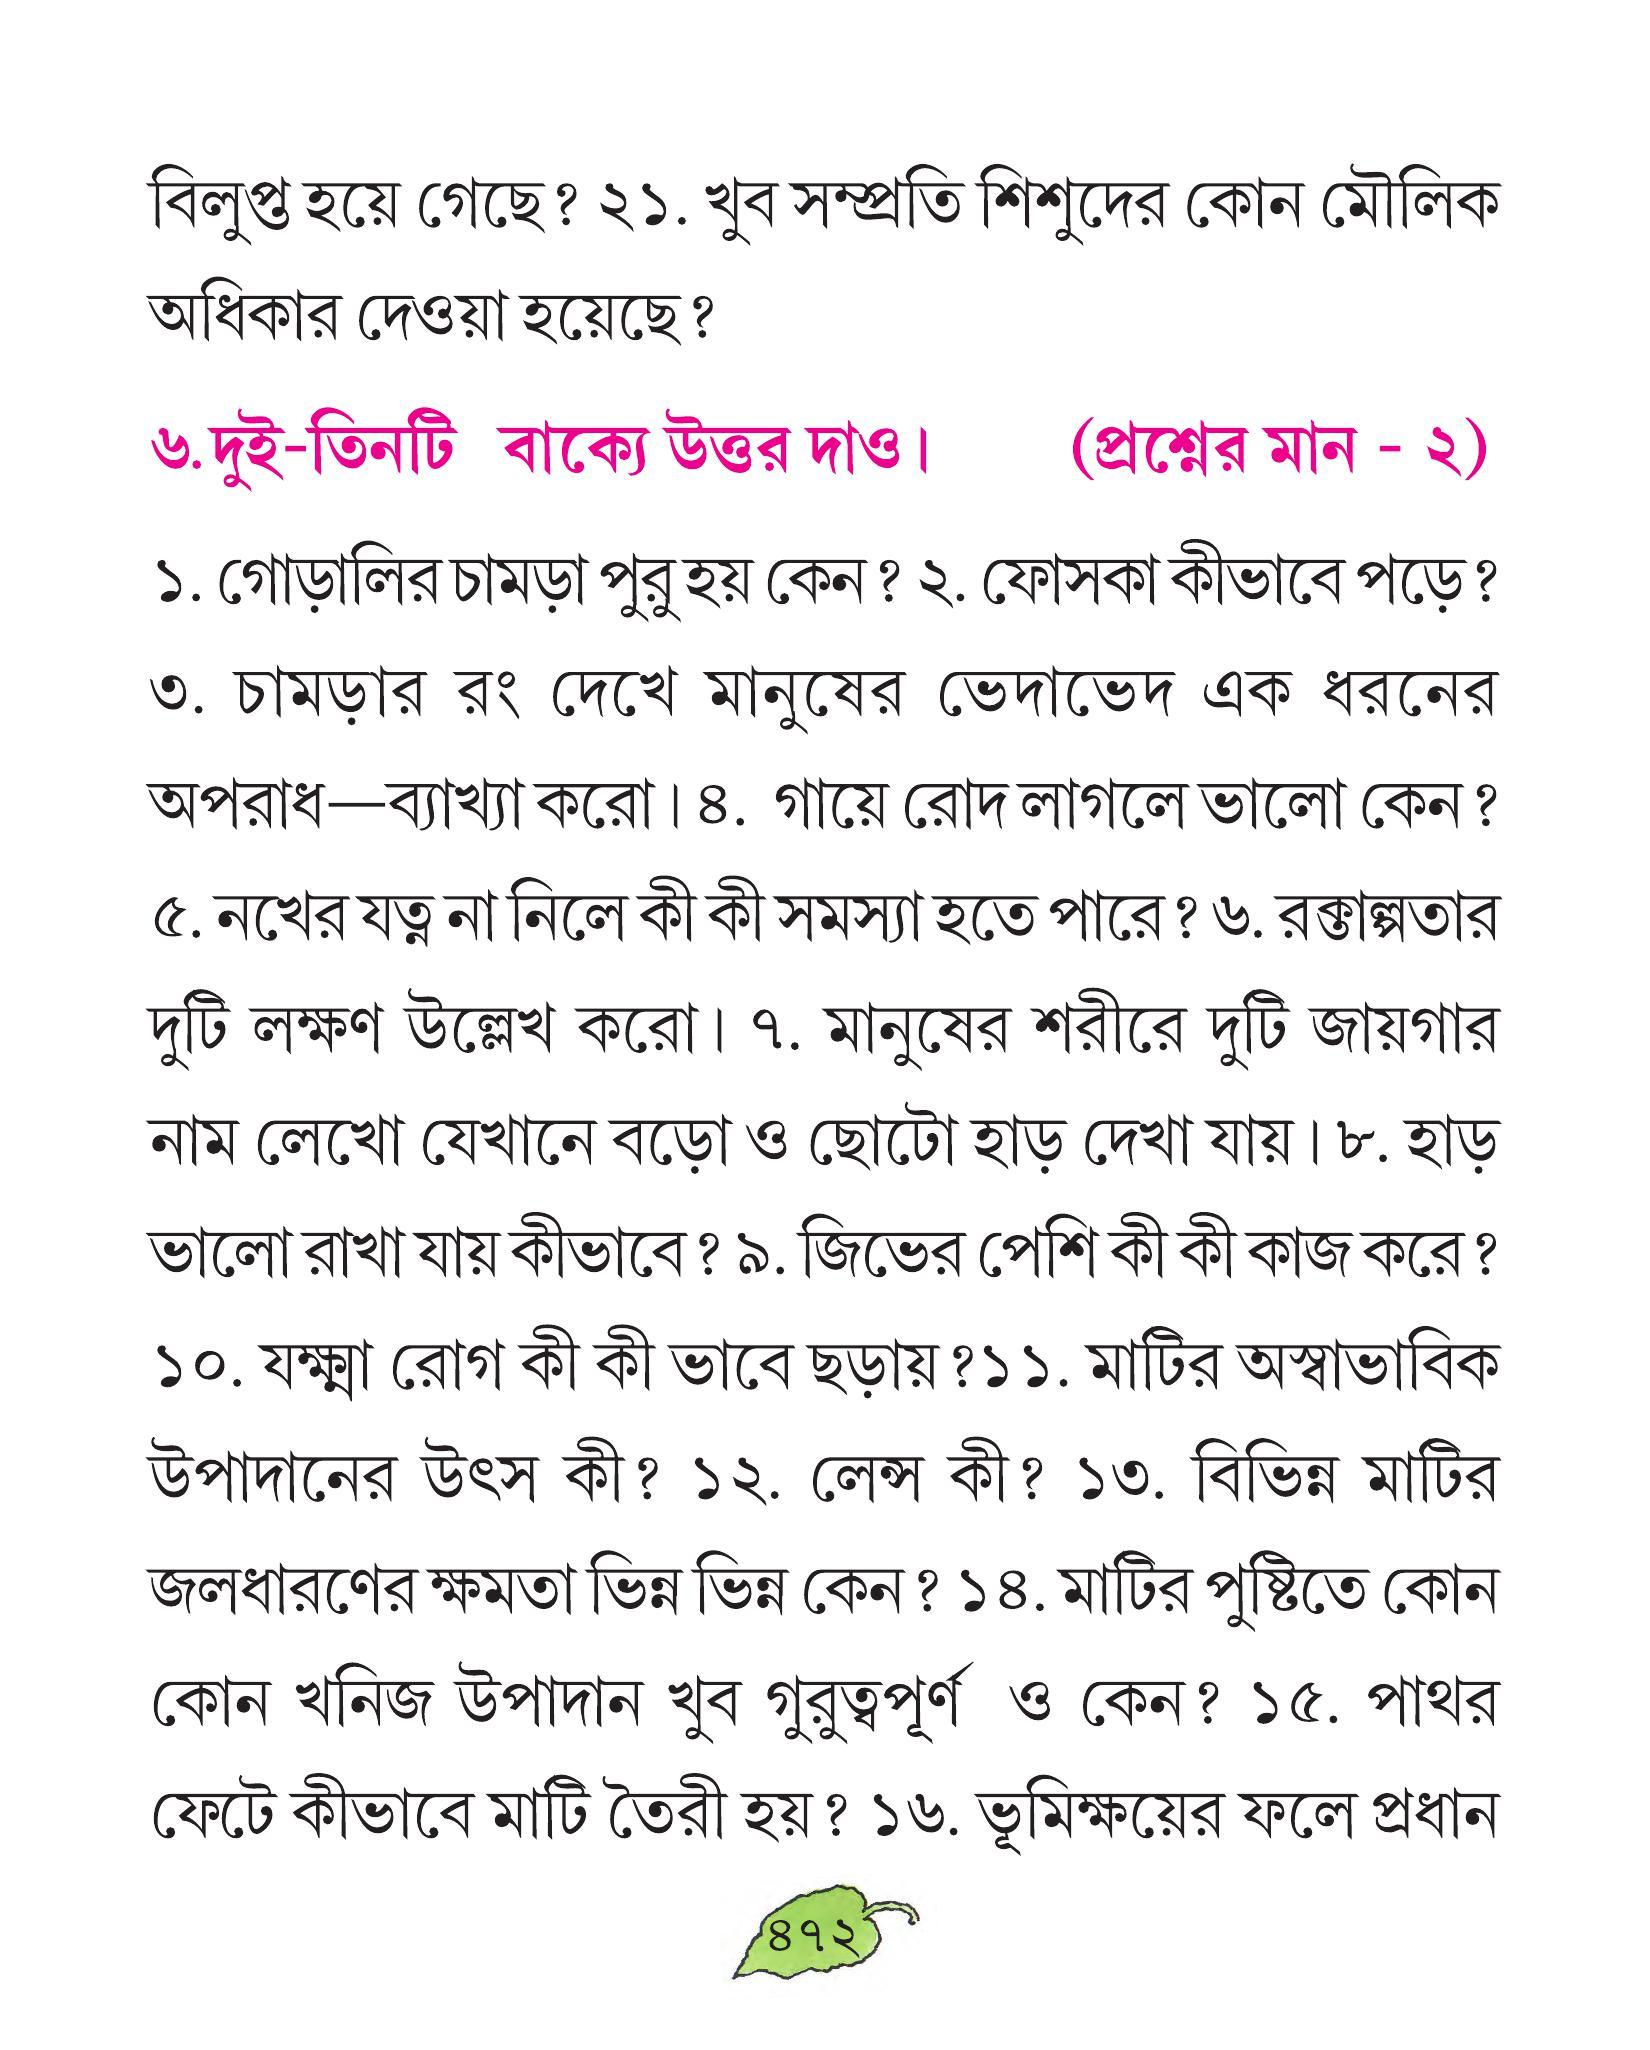 বিলুপ্ত হয়ে গেছে? ২১. খুব সম্প্রতি শিশুদের কোন মৌলিক
অধিকার দেওয়া হয়েছে?
৬. দুই-তিনটি বাক্যে উত্তর দাও। (প্রশ্নের মান - ২)
১. গোড়ালির চামড়া পুরু হয় কেন? ২. ফোসকা কীভাবে পড়ে?
৩. চামড়ার রং দেখে মানুষের ভেদাভেদ এক ধরনের
অপরাধ—ব্যাখ্যা করো। ৪. গায়ে রোদ লাগলে ভালো কেন?
৫. নখের যত্ন না নিলে কী কী সমস্যা হতে পারে? ৬. রক্তাল্পতার
দুটি লক্ষণ উল্লেখ করো। ৭. মানুষের শরীরে দুটি জায়গার
নাম লেখো যেখানে বড়ো ও ছোটো হাড় দেখা যায়। ৮. হাড়
ভালো রাখা যায় কীভাবে? ৯. জিভের পেশি কী কী কাজ করে?
১০. যক্ষ্মা রোগ কী কী ভাবে ছড়ায়?১১. মাটির অস্বাভাবিক
উপাদানের উৎস কী? ১২. লেন্স কী? ১৩. বিভিন্ন মাটির
জলধারণের ক্ষমতা ভিন্ন ভিন্ন কেন? ১৪. মাটির পুষ্টিতে কোন
কোন খনিজ উপাদান খুব গুরুত্বপূর্ণ ও কেন? ১৫. পাথর
ফেটে কীভাবে মাটি তৈরী হয়? ১৬. ভূমিক্ষয়ের ফলে প্রধান
৪৭২